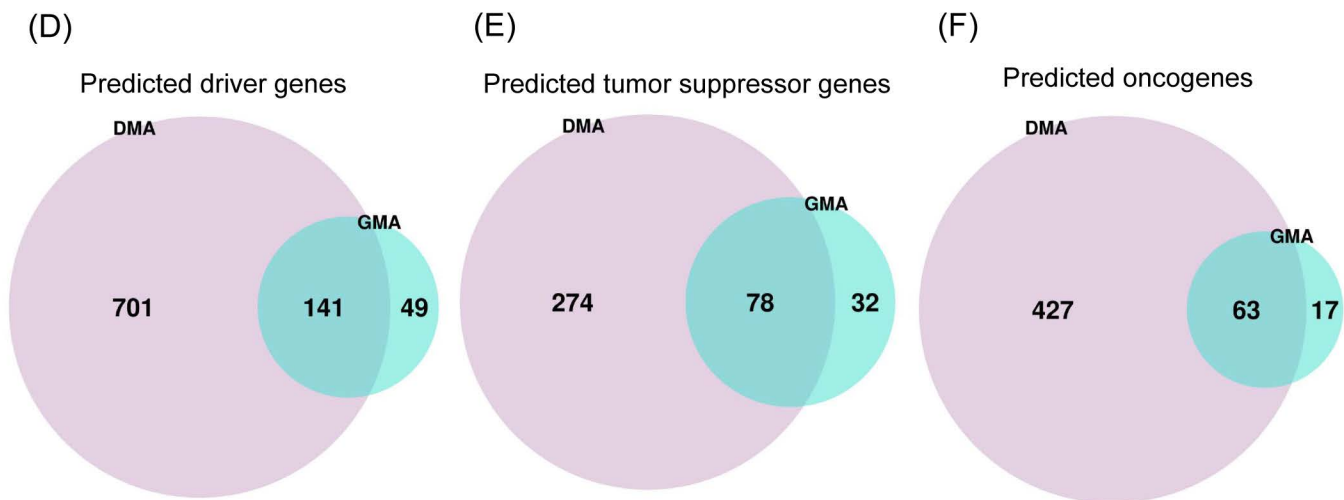 (D)
Predicted driver genes
DMA
GMA
701
141
49
(E)
Predicted tumor suppressor genes
DMA
GMA
274
78
32
(F)
Predicted oncogenes
DMA
GMA
427
63
17